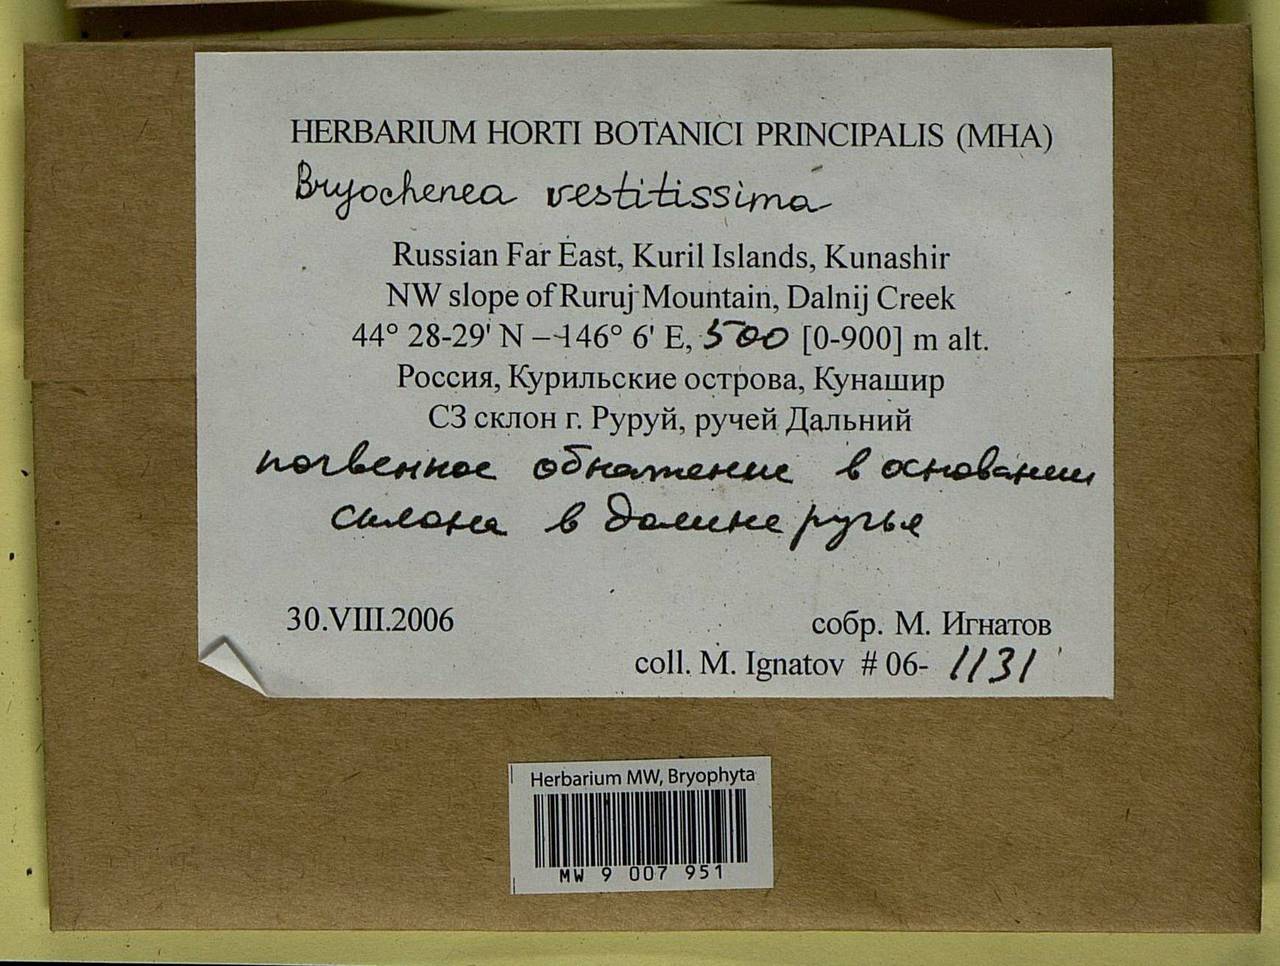 HERBARIUM HORTI BOTANICI PRINCIPALIS (MHA)
Bryochenea vestitissima
Russian Far East, Kuril Islands, Kunashir
NW slope of Ruruj Mountain, Dalnij Creek
44° 28-29' N – 146° 6' E, 500 [0-900] m alt.
Россия, Курильские острова, Кунашир
СЗ склон г. Руруй, ручей Дальний
почвенное обнажение в основании
склона в долине ручья
30.VIII.2006 собр. М. Игнатов
coll. M. Ignatov # 06- 1131
Herbarium MW, Bryophyta
MW 9 007 951